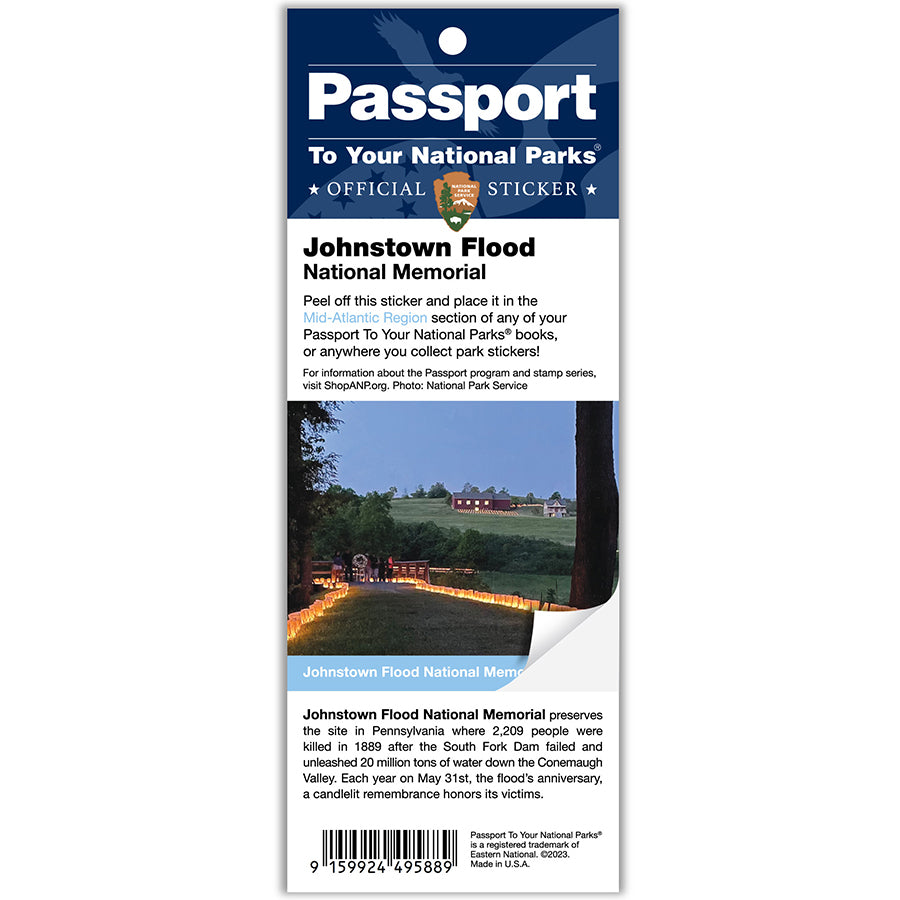 Passport
To Your National Parks®
★ OFFICIAL STICKER ★
NATIONAL
PARK
SERVICE
Johnstown Flood
National Memorial
Peel off this sticker and place it in the
Mid-Atlantic Region section of any of your
Passport To Your National Parks® books,
or anywhere you collect park stickers!
For information about the Passport program and stamp series,
visit ShopANP.org. Photo: National Park Service
Johnstown Flood National Memo
Johnstown Flood National Memorial preserves
the site in Pennsylvania where 2,209 people were
killed in 1889 after the South Fork Dam failed and
unleashed 20 million tons of water down the Conemaugh
Valley. Each year on May 31st, the flood's anniversary,
a candlelit remembrance honors its victims.
9 159924 495889
Passport To Your National Parks®
is a registered trademark of
Eastern National. ©2023.
Made in U.S.A.